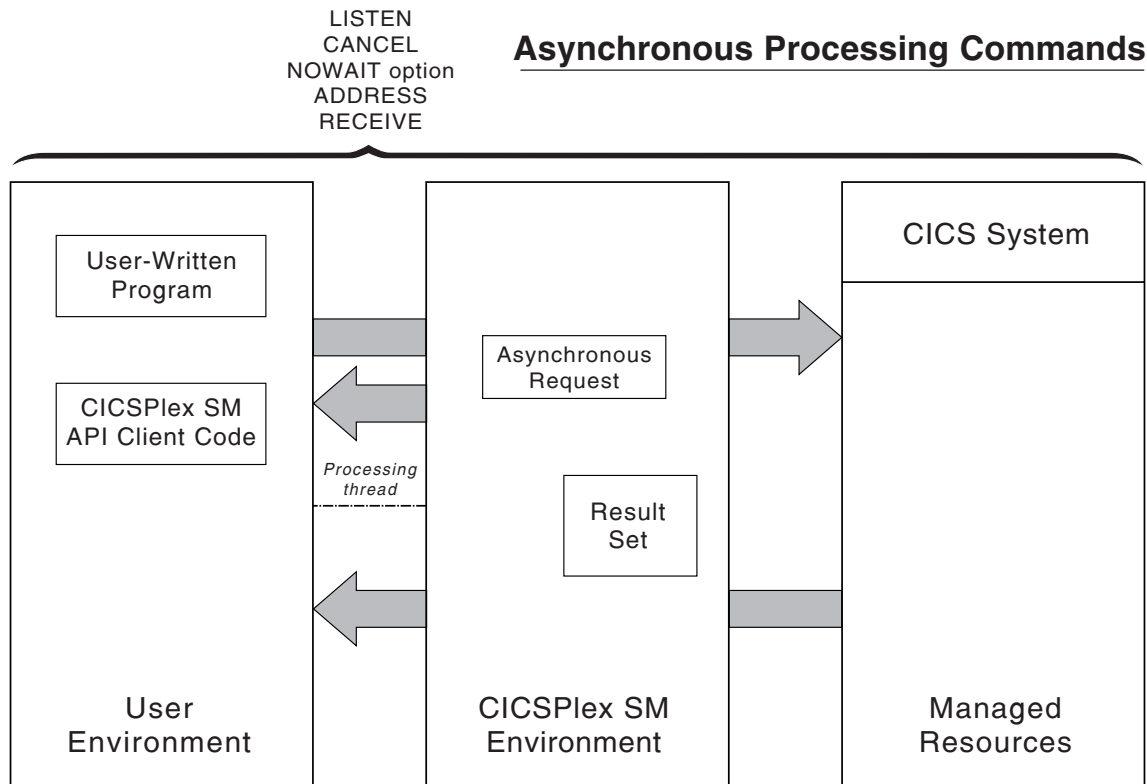 LISTEN
CANCEL
NOWAIT option
ADDRESS
RECEIVE
Asynchronous Processing Commands
User-Written
Program
CICSPlex SM
API Client Code
Processing
thread
User
Environment
Asynchronous
Request
Result
Set
CICSPlex SM
Environment
CICS System
Managed
Resources